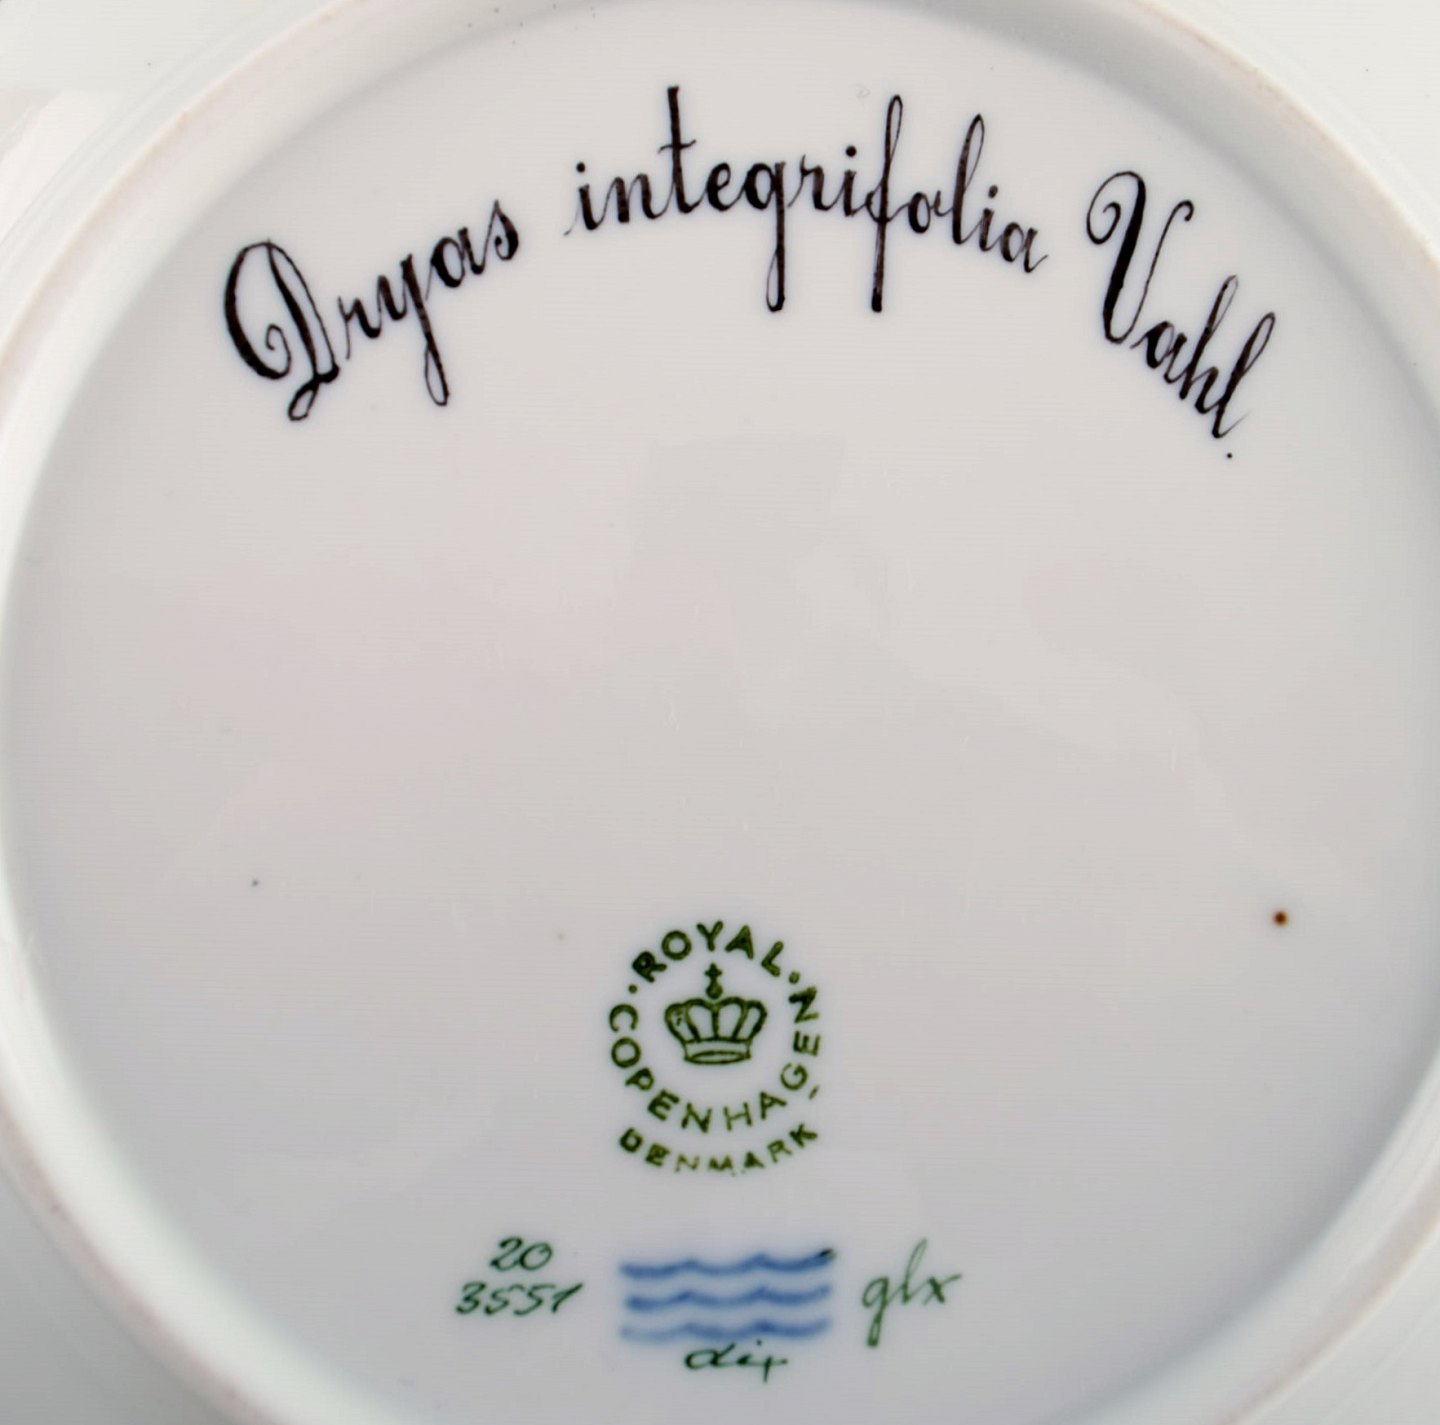 Dryas integrifolia Vahl.
· ROYAL · COPENHAGEN,
DENMARK
20
3551
glx